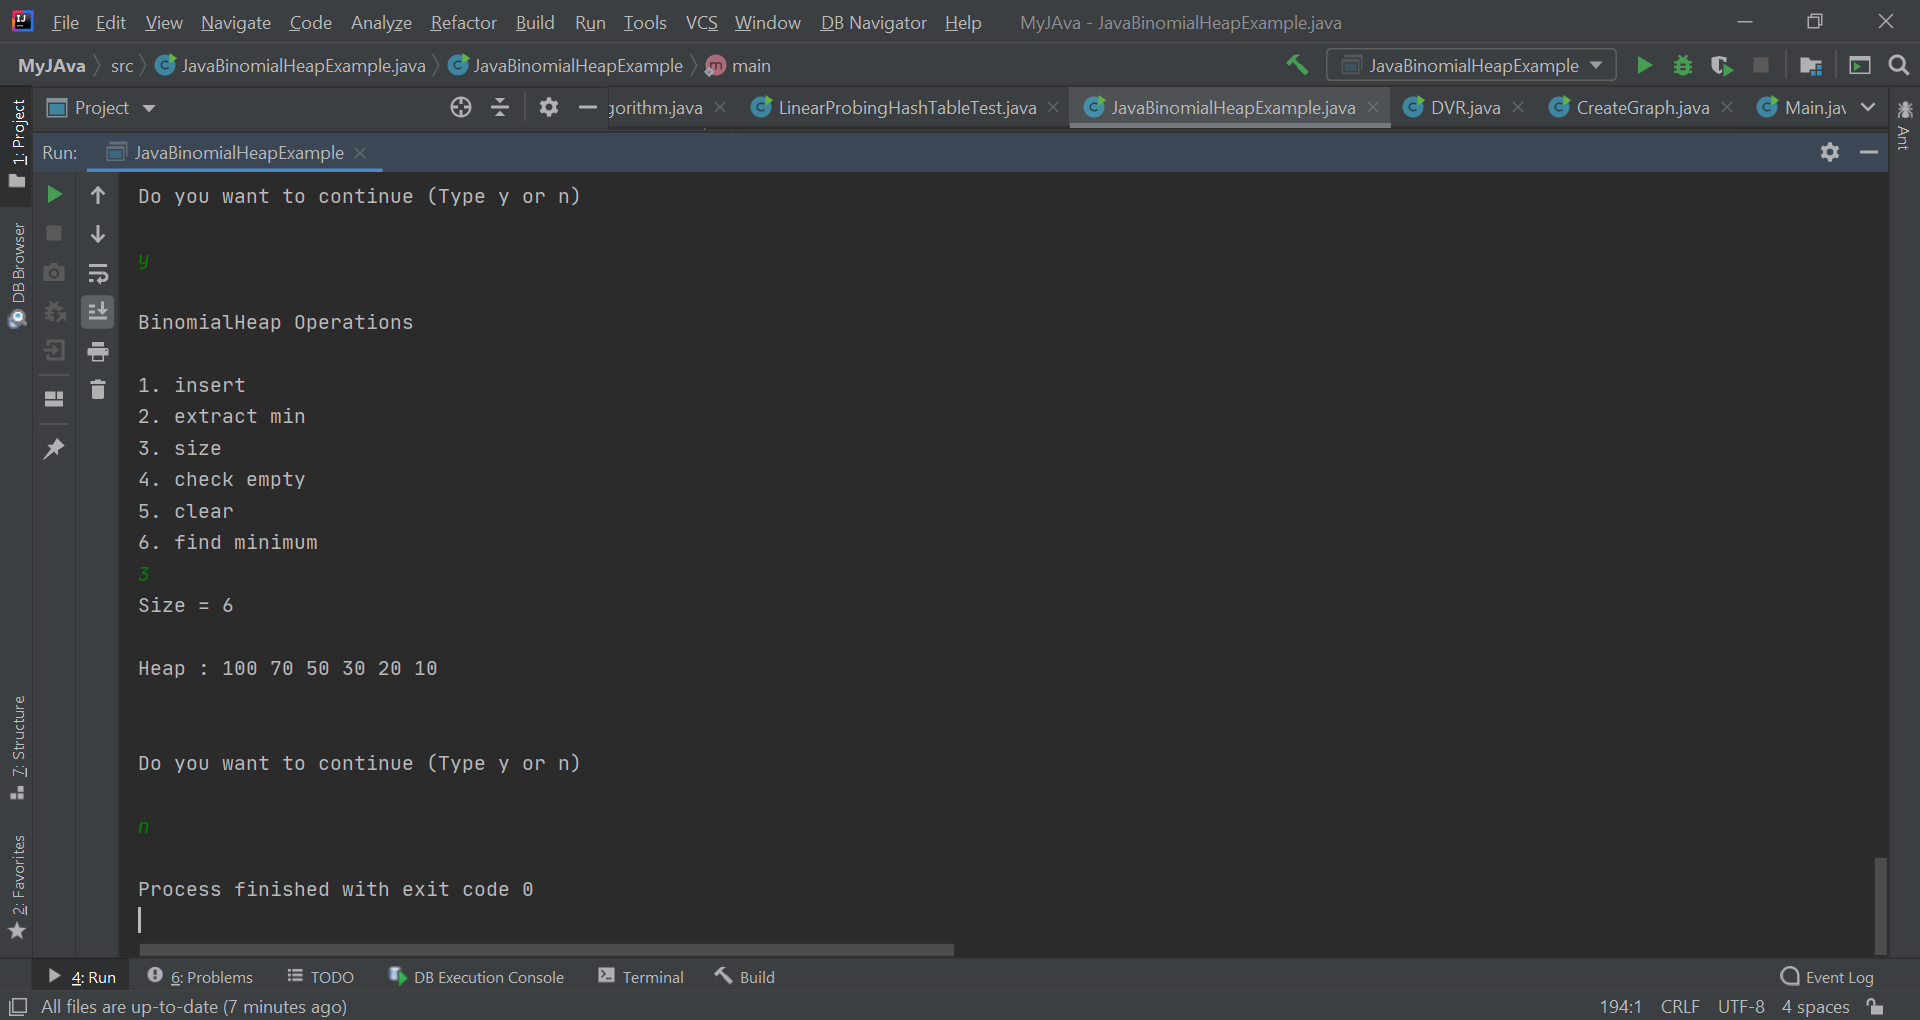 File Edit View Navigate Code Analyze Refactor Build Run Tools VCS Window DB Navigator Help MyJAva - JavaBinomialHeapExample.java
MyJAva src JavaBinomialHeapExample.java JavaBinomialHeapExample main JavaBinomialHeapExample
1: Project
Project
gorithm.java LinearProbingHashTableTest.java JavaBinomialHeapExample.java DVR.java CreateGraph.java Main.jav
Ant
Run: JavaBinomialHeapExample
DB Browser
Do you want to continue (Type y or n)
y
BinomialHeap Operations
1. insert
2. extract min
3. size
4. check empty
5. clear
6. find minimum
3
Size = 6
Heap : 100 70 50 30 20 10
Do you want to continue (Type y or n)
n
Process finished with exit code 0
7: Structure
2: Favorites
4: Run 6: Problems TODO DB Execution Console Terminal Build Event Log
All files are up-to-date (7 minutes ago) 194:1 CRLF UTF-8 4 spaces